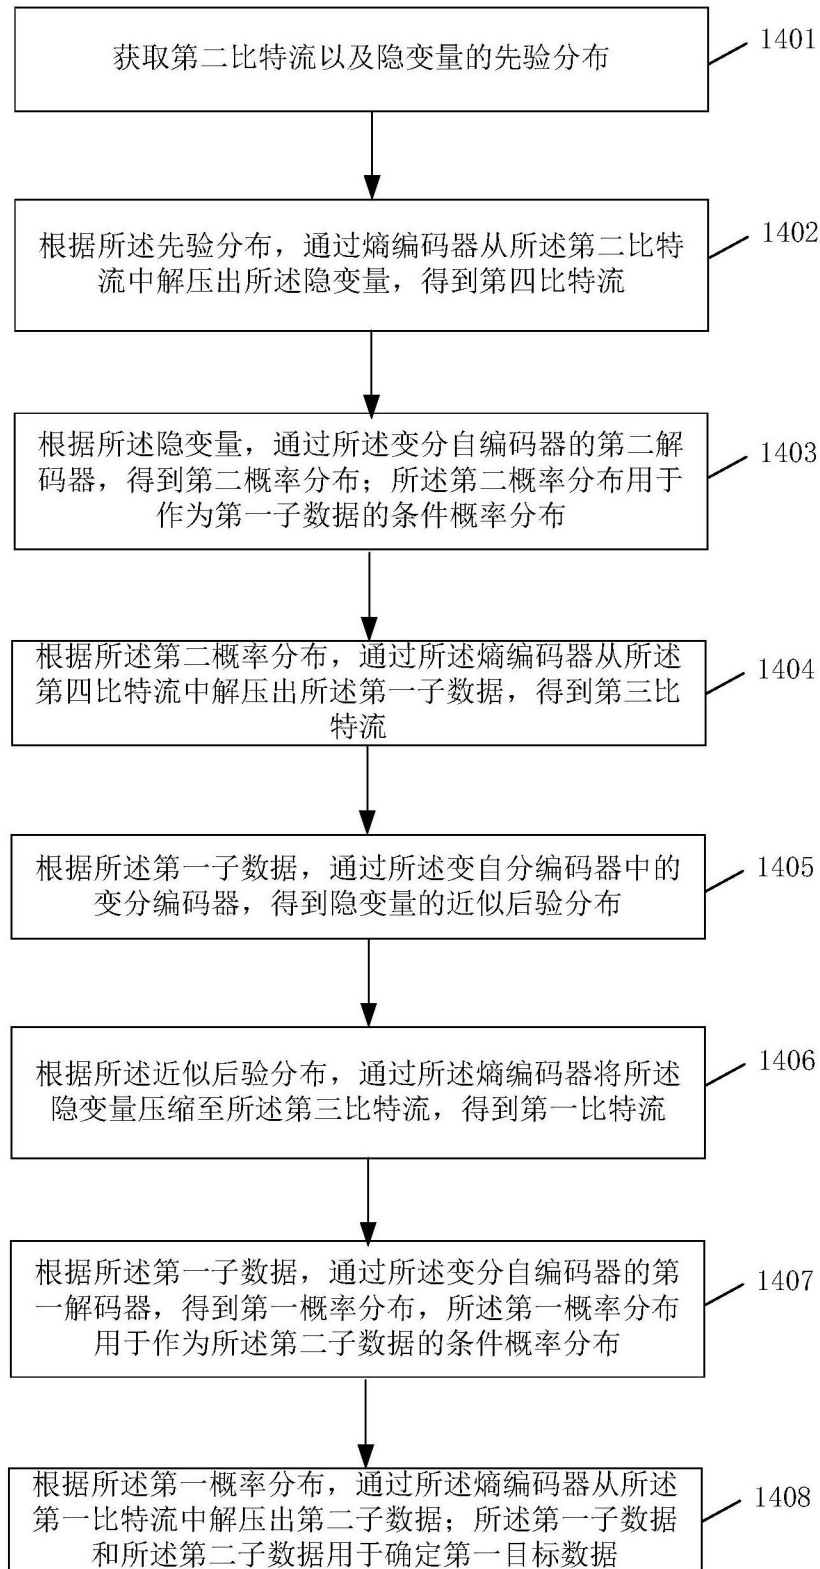 获取第二比特流以及隐变量的先验分布
1401
根据所述先验分布，通过熵编码器从所述第二比特
流中解压出所述隐变量，得到第四比特流
1402
根据所述隐变量，通过所述变分自编码器的第二解
码器，得到第二概率分布；所述第二概率分布用于
作为第一子数据的条件概率分布
1403
根据所述第二概率分布，通过所述熵编码器从所述
第四比特流中解压出所述第一子数据，得到第三比
特流
1404
根据所述第一子数据，通过所述变自分编码器中的
变分编码器，得到隐变量的近似后验分布
1405
根据所述近似后验分布，通过所述熵编码器将所述
隐变量压缩至所述第三比特流，得到第一比特流
1406
根据所述第一子数据，通过所述变分自编码器的第
一解码器，得到第一概率分布，所述第一概率分布
用于作为所述第二子数据的条件概率分布
1407
根据所述第一概率分布，通过所述熵编码器从所述
第一比特流中解压出第二子数据；所述第一子数据
和所述第二子数据用于确定第一目标数据
1408